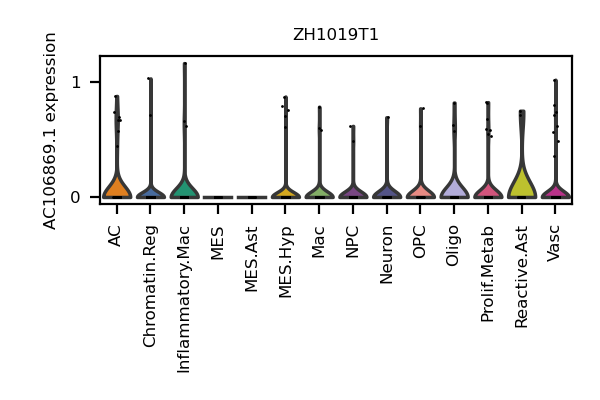 ZH1019T1
AC106869.1 expression
1
0
AC
Chromatin.Reg
Inflammatory.Mac
MES
MES.Ast
MES.Hyp
Mac
NPC
Neuron
OPC
Oligo
Prolif.Metab
Reactive.Ast
Vasc